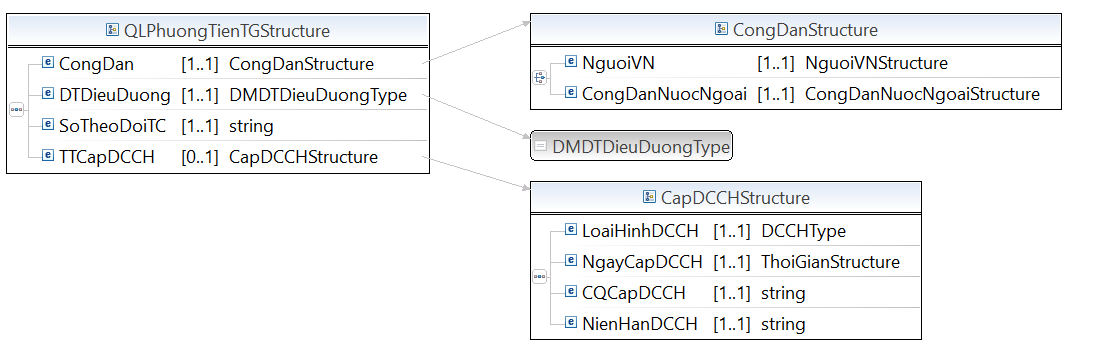 QLPhuongTienTGStructure
CongDan [1..1] CongDanStructure
DTDieuDuong [1..1] DMDTDieuDuongType
SoTheoDoiTC [1..1] string
TTCapDCCH [0..1] CapDCCHStructure
CongDanStructure
NguoiVN [1..1] NguoiVNStructure
CongDanNuocNgoai [1..1] CongDanNuocNgoaiStructure
DMDTDieuDuongType
CapDCCHStructure
LoaiHinhDCCH [1..1] DCCHType
NgayCapDCCH [1..1] ThoiGianStructure
CQCapDCCH [1..1] string
NienHanDCCH [1..1] string